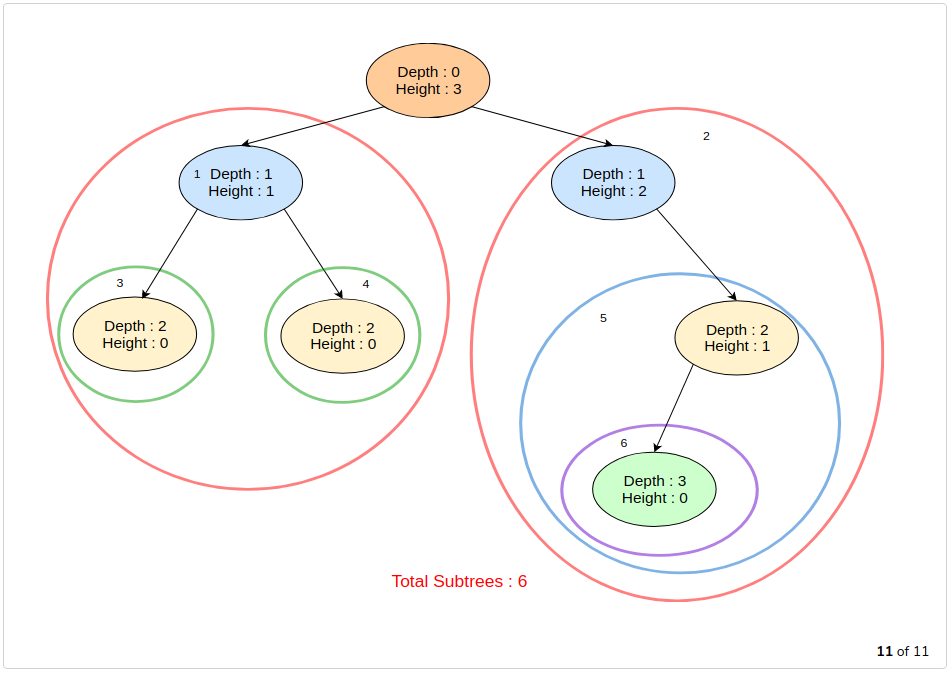 Depth : 0
Height : 3
2
1
Depth : 1
Height : 1
Depth : 1
Height : 2
3
4
5
Depth : 2
Height : 0
Depth : 2
Height : 0
Depth : 2
Height : 1
6
Depth : 3
Height : 0
Total Subtrees : 6
11 of 11